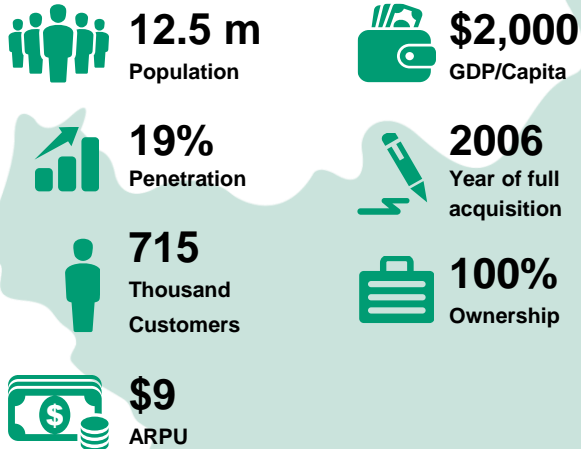 12.5 m
Population
$2,000
GDP/Capita
19%
Penetration
2006
Year of full
acquisition
715
Thousand
Customers
100%
Ownership
$
$9
ARPU